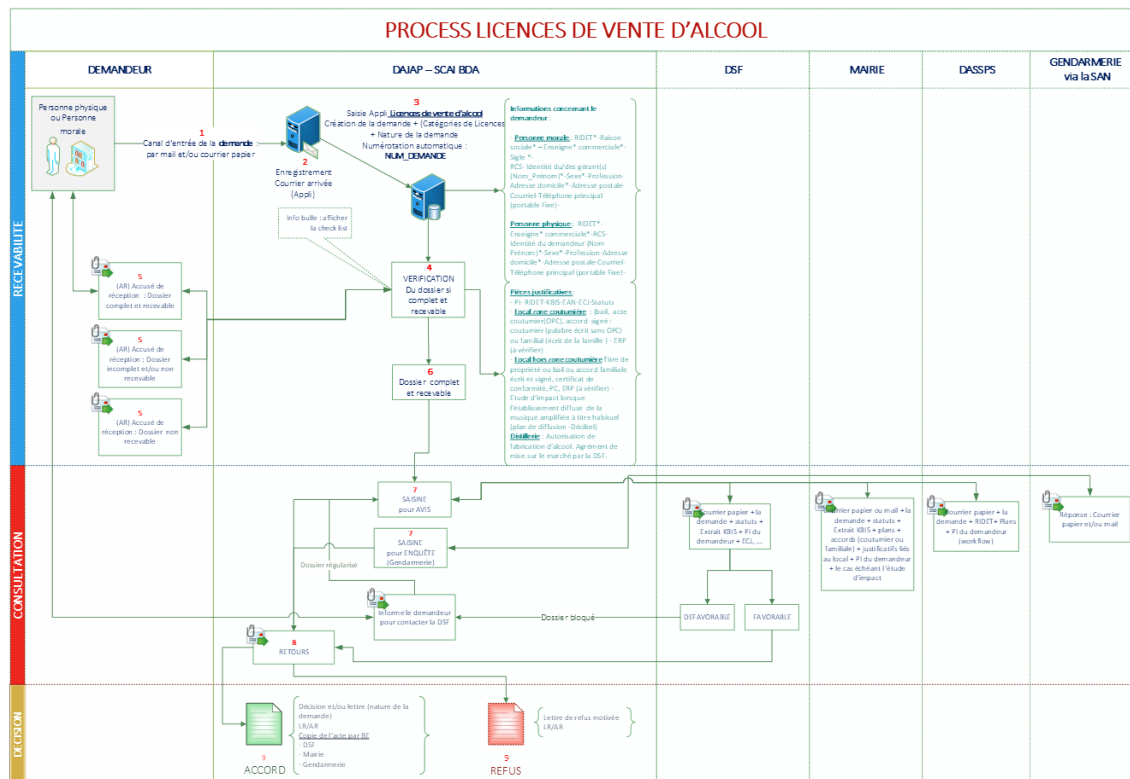 PROCESS LICENCES DE VENTE D'ALCOOL
DEMANDEUR
DAJAP – SCAI BDA
DSF
MAIRIE
DASSPS
GENDARMERIE
via la SAN
RECEVABILITE
Personne physique
ou Personne
morale
1
Canal d'entrée de la demande :
par mail et/ou courrier papier
2
Enregistrement
Courrier arrivée
(Appli)
3
Saisie Appli Licences de vente d'alcool
Création de la demande + (Catégories de Licences
+ Nature de la demande
Numérotation automatique :
NUM_DEMANDE
Informations concernant le
demandeur :
- Personne morale : RIDET*-Raison
sociale* – Enseigne* commerciale*-
Sigle *-
RCS- Identité du/des gérant(s)
(Nom_Prénom)*-Sexe*-Profession-
Adresse domicile*-Adresse postale-
Courriel-Téléphone principal
(portable Fixe)-
Personne physique : RIDET*-
Enseigne* commerciale*-RCS-
Identité du demandeur (Nom
Prénom)*-Sexe*-Profession-Adresse
domicile*-Adresse postale-Courriel-
Téléphone principal (portable Fixe)-
Info bulle : afficher
la check list
4
VERIFICATION
Du dossier si
complet et
recevable
5
(AR) Accusé de
réception : Dossier
complet et recevable
5
(AR) Accusé de
réception : Dossier
incomplet et/ou non
recevable
5
(AR) Accusé de
réception : Dossier non
recevable
6
Dossier complet
et recevable
Pièces justificatives :
- PI-RIDET-KBIS-EAN-ECJ-Statuts
- Local zone coutumière : (bail, acte
coutumier(OPC), accord signé :
coutumier (palabre écrit sans OPC)
ou familial (écrit de la famille ) - ERP
(à vérifier)
- Local hors zone coutumière Titre de
propriété ou bail ou accord familiale
écrit et signé, certificat de
conformité, PC, ERP (à vérifier) -
Etude d'impact lorsque
l'établissement diffuse de la
musique amplifiée à titre habituel
(plan de diffusion -Décibel)
Distillerie : Autorisation de
fabrication d'alcool. Agrément de
mise sur le marché par la DSF.
CONSULTATION
7
SAISINE
pour AVIS
7
SAISINE
pour ENQUÊTE
(Gendarmerie)
Dossier régularisé
Informe le demandeur
pour contacter la DSF
Dossier bloqué
8
RETOURS
Courrier papier + la
demande + statuts +
Extrait KBIS + PI du
demandeur + ECJ, ....
DEFAVORABLE
FAVORABLE
Courrier papier ou mail + la
demande + statuts +
Extrait KBIS + plans +
accords (coutumier ou
familiale) + justificatifs liés
au local + PI du demandeur
+ le cas échéant l'étude
d'impact
Courrier papier + la
demande + RIDET+ Plans
+ PI du demandeur
(workflow)
Réponse : Courrier
papier et/ou mail
DECISION
9
ACCORD
Décision et/ou lettre (nature de la
demande)
LR/AR
Copie de l'acte par BE
- DSF
- Mairie
- Gendarmerie
9
REFUS
Lettre de refus motivée
LR/AR